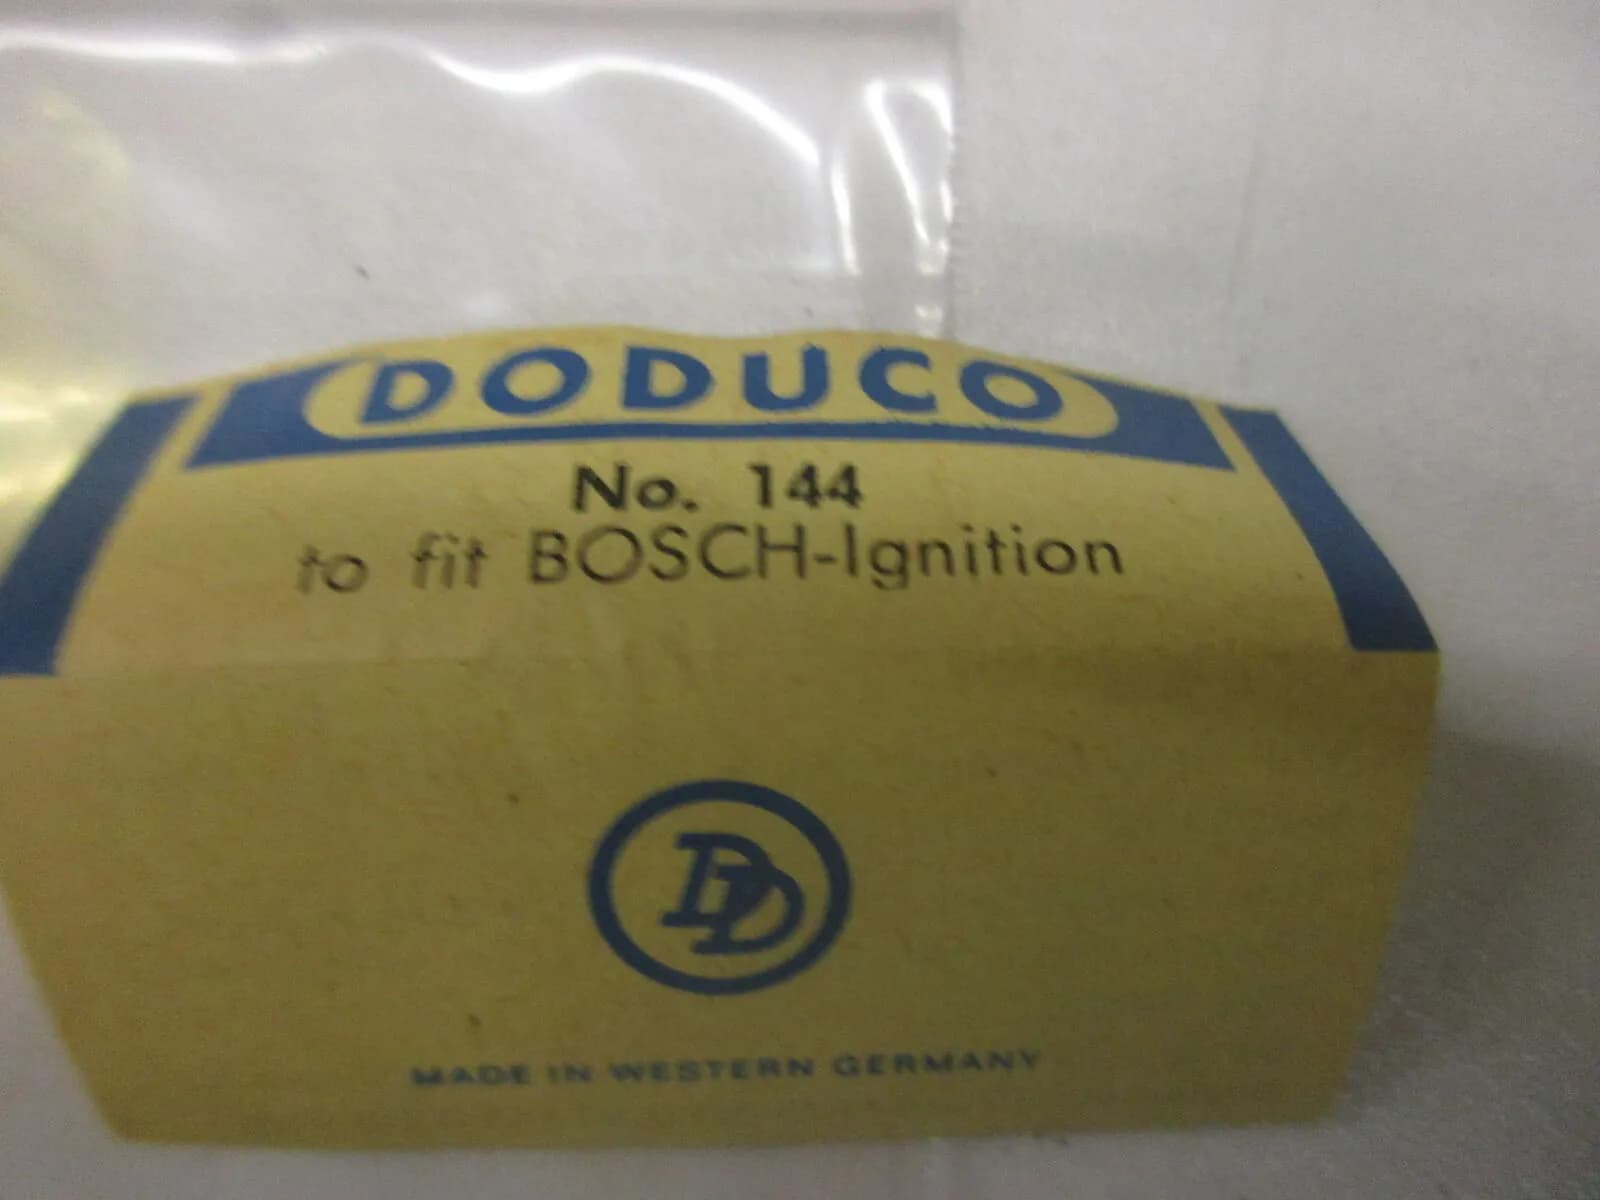 DODUCO
No. 144
to fit BOSCH-Ignition
DD
MADE IN WESTERN GERMANY